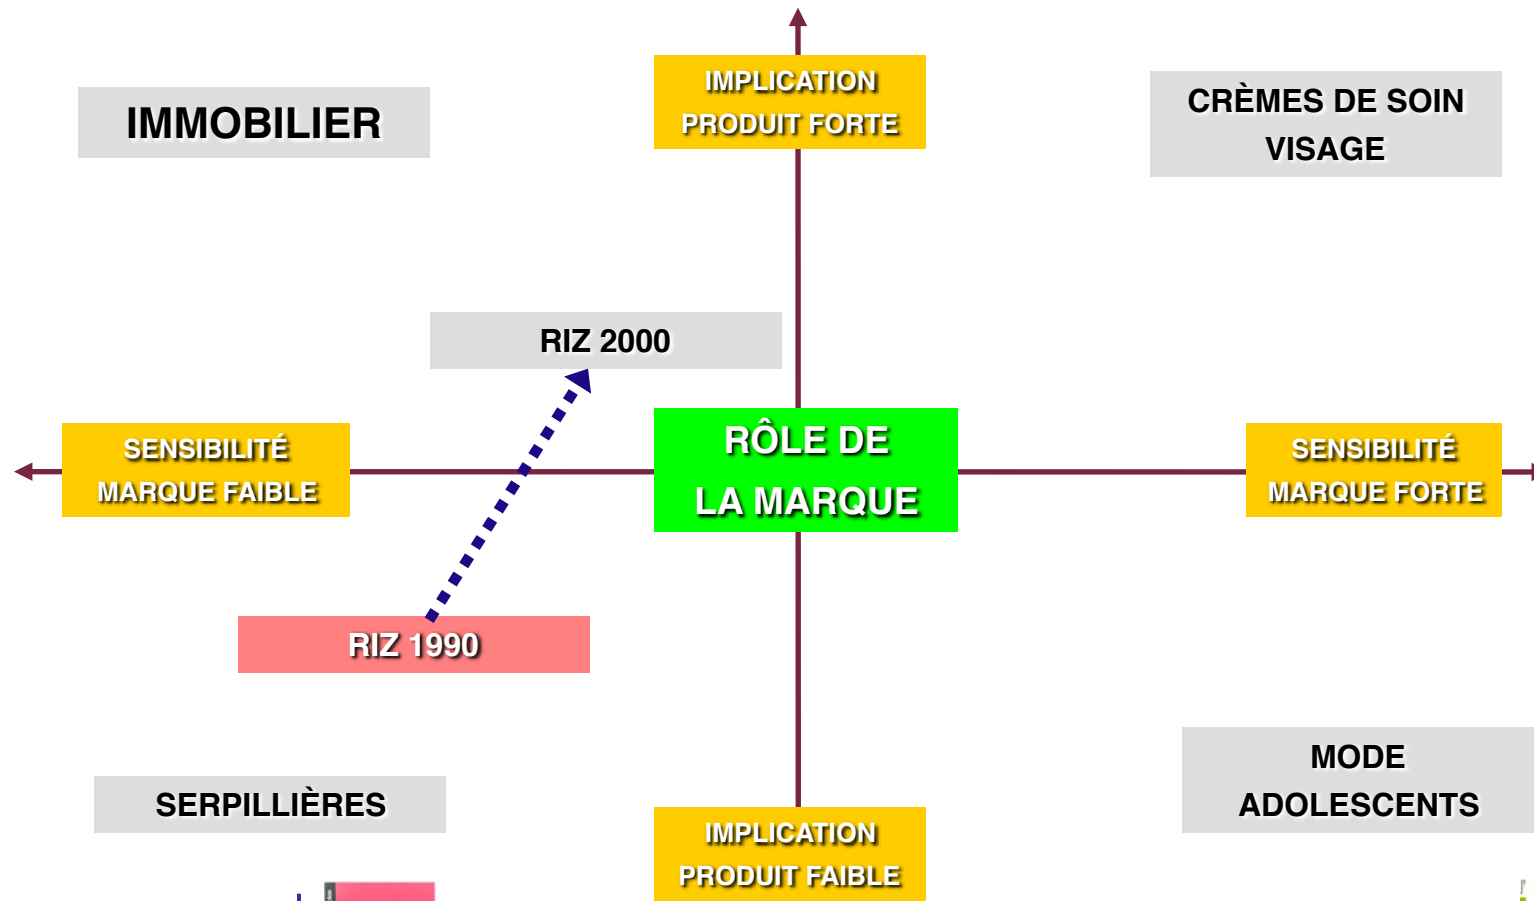 IMPLICATION
PRODUIT FORTE
IMMOBILIER
CRÈMES DE SOIN
VISAGE
RIZ 2000
SENSIBILITÉ
MARQUE FAIBLE
RÔLE DE
LA MARQUE
SENSIBILITÉ
MARQUE FORTE
RIZ 1990
SERPILLIÈRES
MODE
ADOLESCENTS
IMPLICATION
PRODUIT FAIBLE